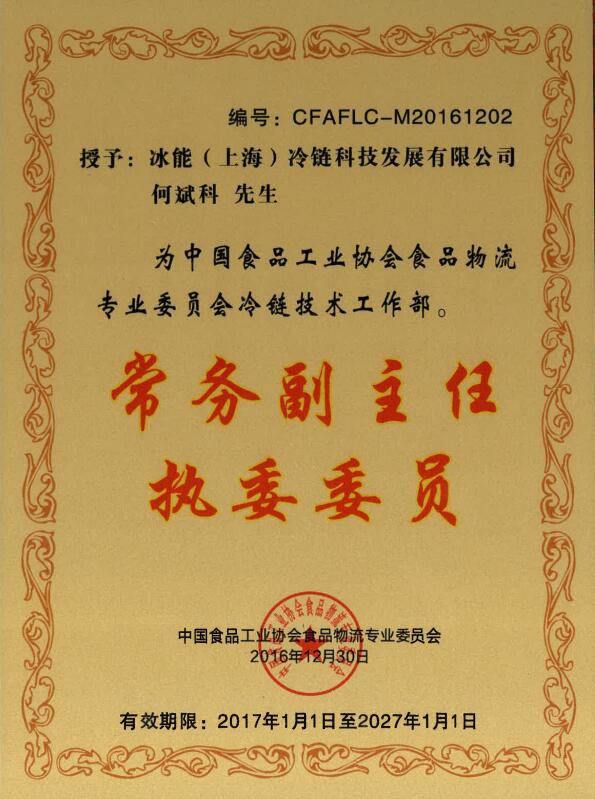 编号：CFAFLC-M20161202
授予：冰能（上海）冷链科技发展有限公司
何斌科 先生
为中国食品工业协会食品物流
专业委员会冷链技术工作部。
常务副主任
执委委员
中国食品工业协会食品物流专业委员会
2016年12月30日
有效期限：2017年1月1日至2027年1月1日